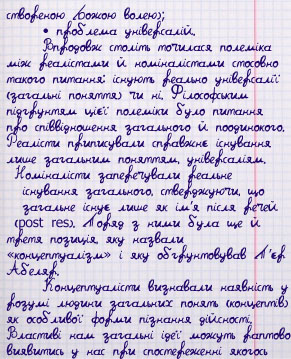 створеною Божою волею);
• проблема універсалій.
Впродовж століть точилася полеміка
між реалістами й номіналістами стосовно
такого питання: існують реально універсалії
(загальні поняття) чи ні. Філософським
підґрунтям цієї полеміки було питання
про співвідношення загального й поодинокого.
Реалісти приписували справжнє існування
лише загальним поняттям, універсаліям.
Номіналісти заперечували реальне
існування загального, стверджуючи, що
загальне існує лише як ім'я після речей
(post res). Поряд з ними була ще й
третя позиція, яку назвали
«концептуалізм» і яку обґрунтовував П'єр
Абеляр.
Концептуалісти визнавали наявність у
розумі людини загальних понять (концептів)
як особливої форми пізнання дійсності.
Властиві нам загальні ідеї можуть раптово
виявитись у нас при спостереженні якогось